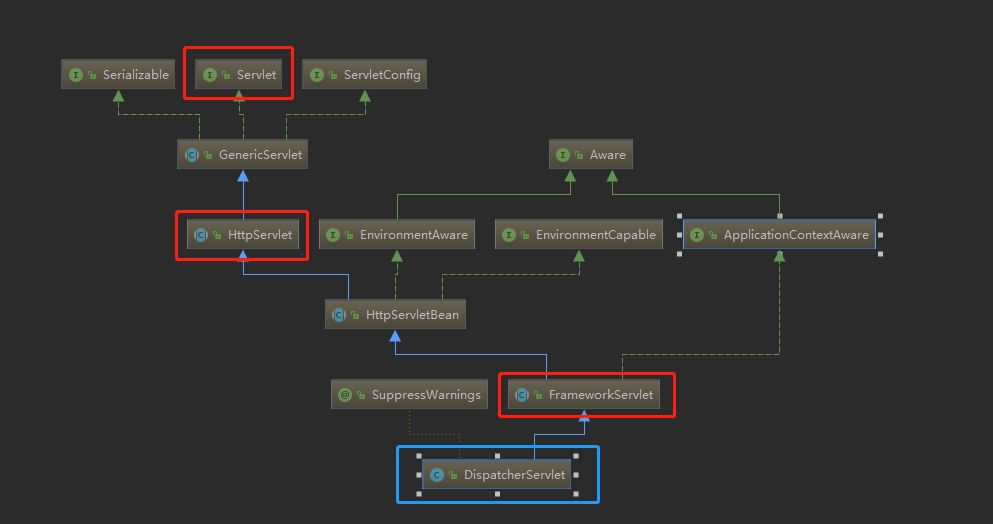 Serializable
Servlet
ServletConfig
GenericServlet
Aware
HttpServlet
EnvironmentAware
EnvironmentCapable
ApplicationContextAware
HttpServletBean
SuppressWarnings
FrameworkServlet
DispatcherServlet